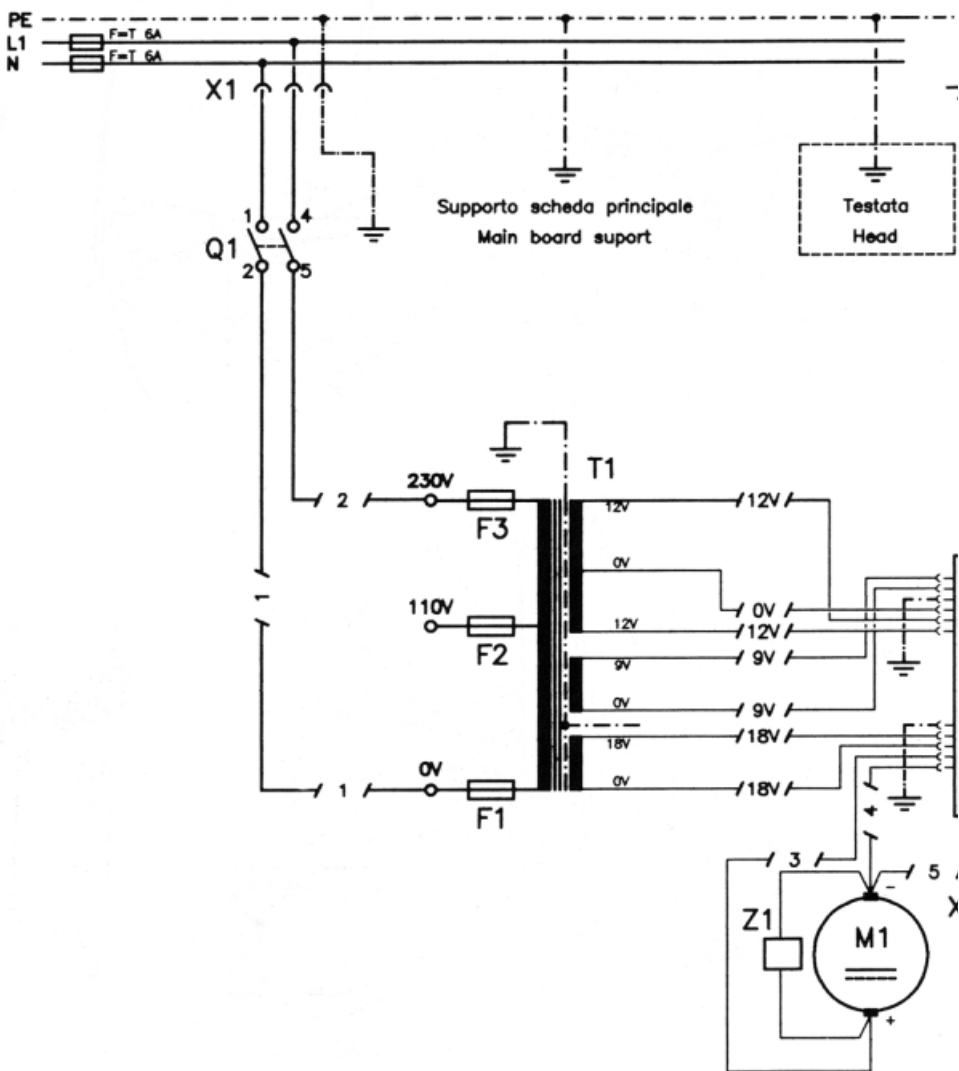 PE
L1 F=T 6A
N F=T 6A
X1
Supporto scheda principale
Main board suport
Testata
Head
1 4
Q1
2 5
T1
230V
2
F3
12V 12V
0V
1
110V
F2
0V
12V 12V
9V 9V
0V 9V
18V 18V
0V
1
F1
0V 18V
4
3
5
Z1
M1
-
+
X